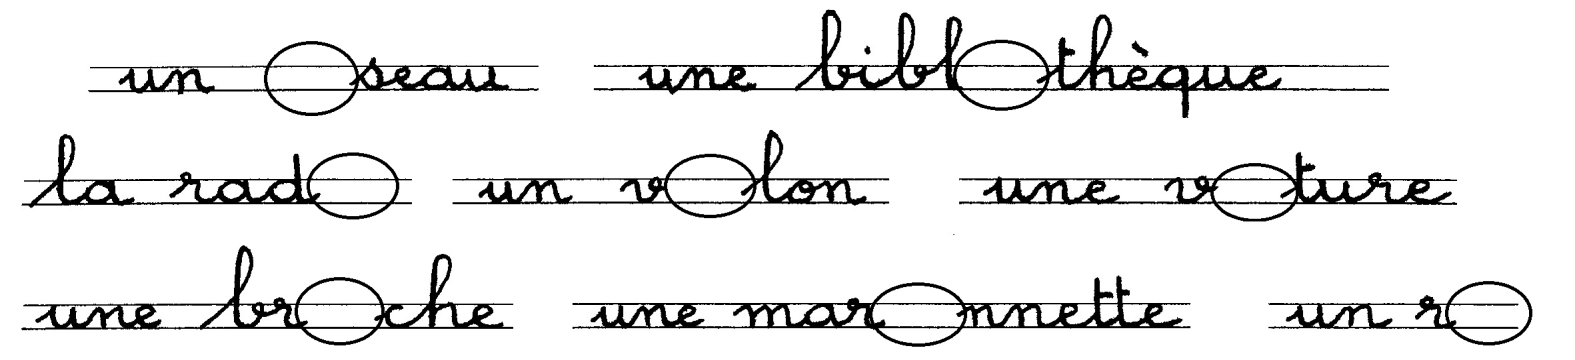 un seau une bibl thèque
la rad un v lon une v ture
une br che une mar nnette un r